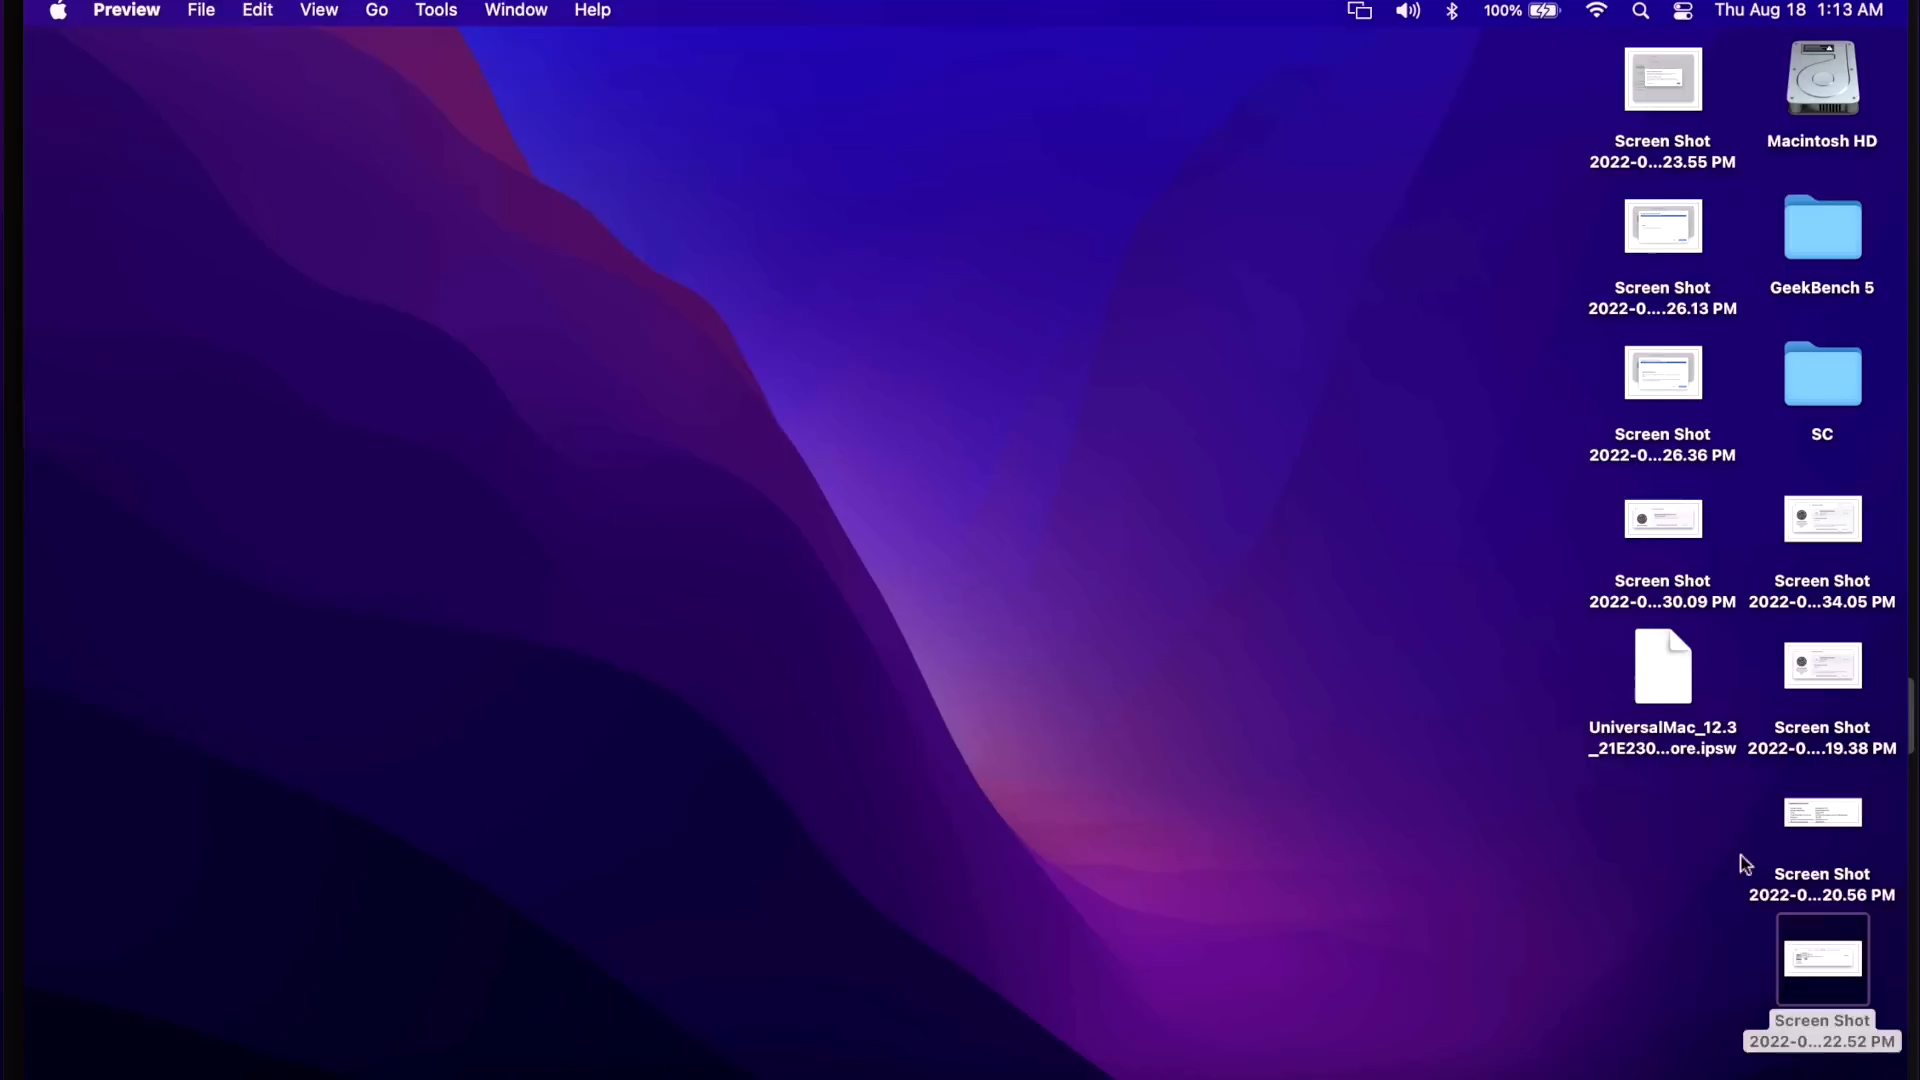 Preview File Edit View Go Tools Window Help 100% Thu Aug 18 1:13 AM
Screen Shot
2022-0...23.55 PM
Macintosh HD
Screen Shot
2022-0....26.13 PM
GeekBench 5
Screen Shot
2022-0...26.36 PM
SC
Screen Shot
2022-0...30.09 PM
Screen Shot
2022-0...34.05 PM
UniversalMac_12.3
_21E230...ore.ipsw
Screen Shot
2022-0....19.38 PM
Screen Shot
2022-0...20.56 PM
Screen Shot
2022-0...22.52 PM